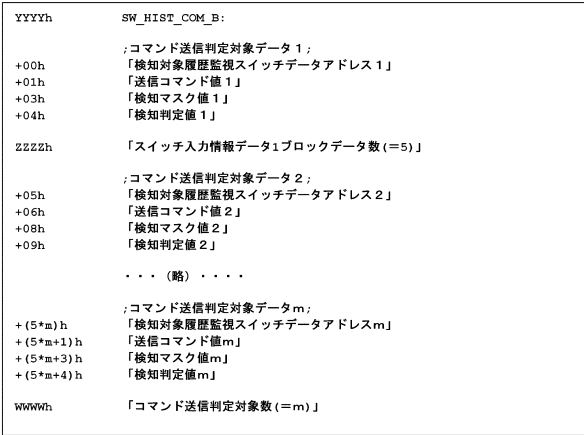 YYYYh SW_HIST_COM_B:
;コマンド送信判定対象データ１;
+00h 「検知対象履歴監視スイッチデータアドレス１」
+01h 「送信コマンド値１」
+03h 「検知マスク値１」
+04h 「検知判定値１」
ZZZZh 「スイッチ入力情報データ1ブロックデータ数(＝5)」
;コマンド送信判定対象データ２;
+05h 「検知対象履歴監視スイッチデータアドレス２」
+06h 「送信コマンド値２」
+08h 「検知マスク値２」
+09h 「検知判定値２」
・・・（略）・・・・
;コマンド送信判定対象データｍ;
+(5*m)h 「検知対象履歴監視スイッチデータアドレスｍ」
+(5*m+1)h 「送信コマンド値ｍ」
+(5*m+3)h 「検知マスク値ｍ」
+(5*m+4)h 「検知判定値ｍ」
WWWWh 「コマンド送信判定対象数(＝m)」